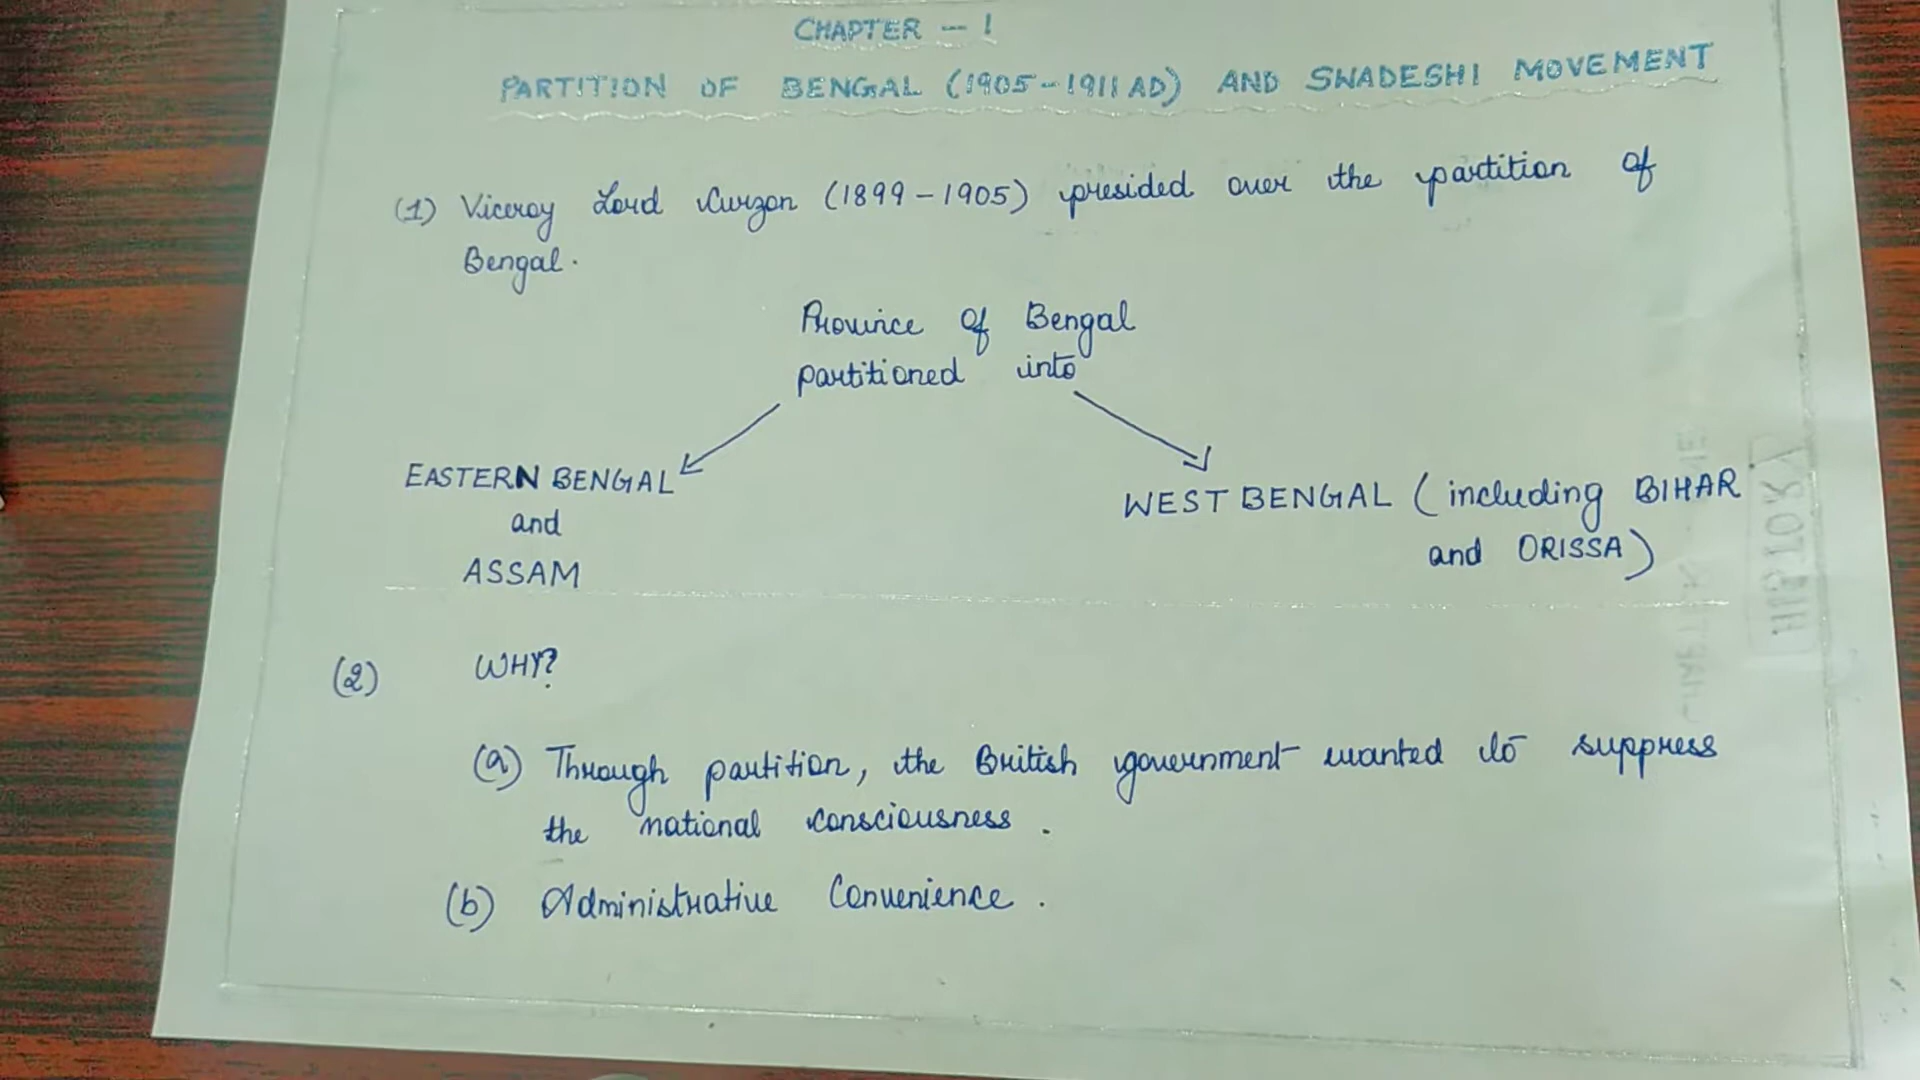 CHAPTER - 1
PARTITION OF BENGAL (1905-1911 AD) AND SWADESHI MOVEMENT
(1) Viceroy Lord Curzon (1899-1905) presided over the partition of
Bengal.
Province of Bengal
partitioned into
EASTERN BENGAL
and
ASSAM
WEST BENGAL (including BIHAR
and ORISSA)
(2) WHY?
(a) Through partition, the British government wanted to suppress
the national consciousness.
(b) Administrative Convenience.
HISTORY